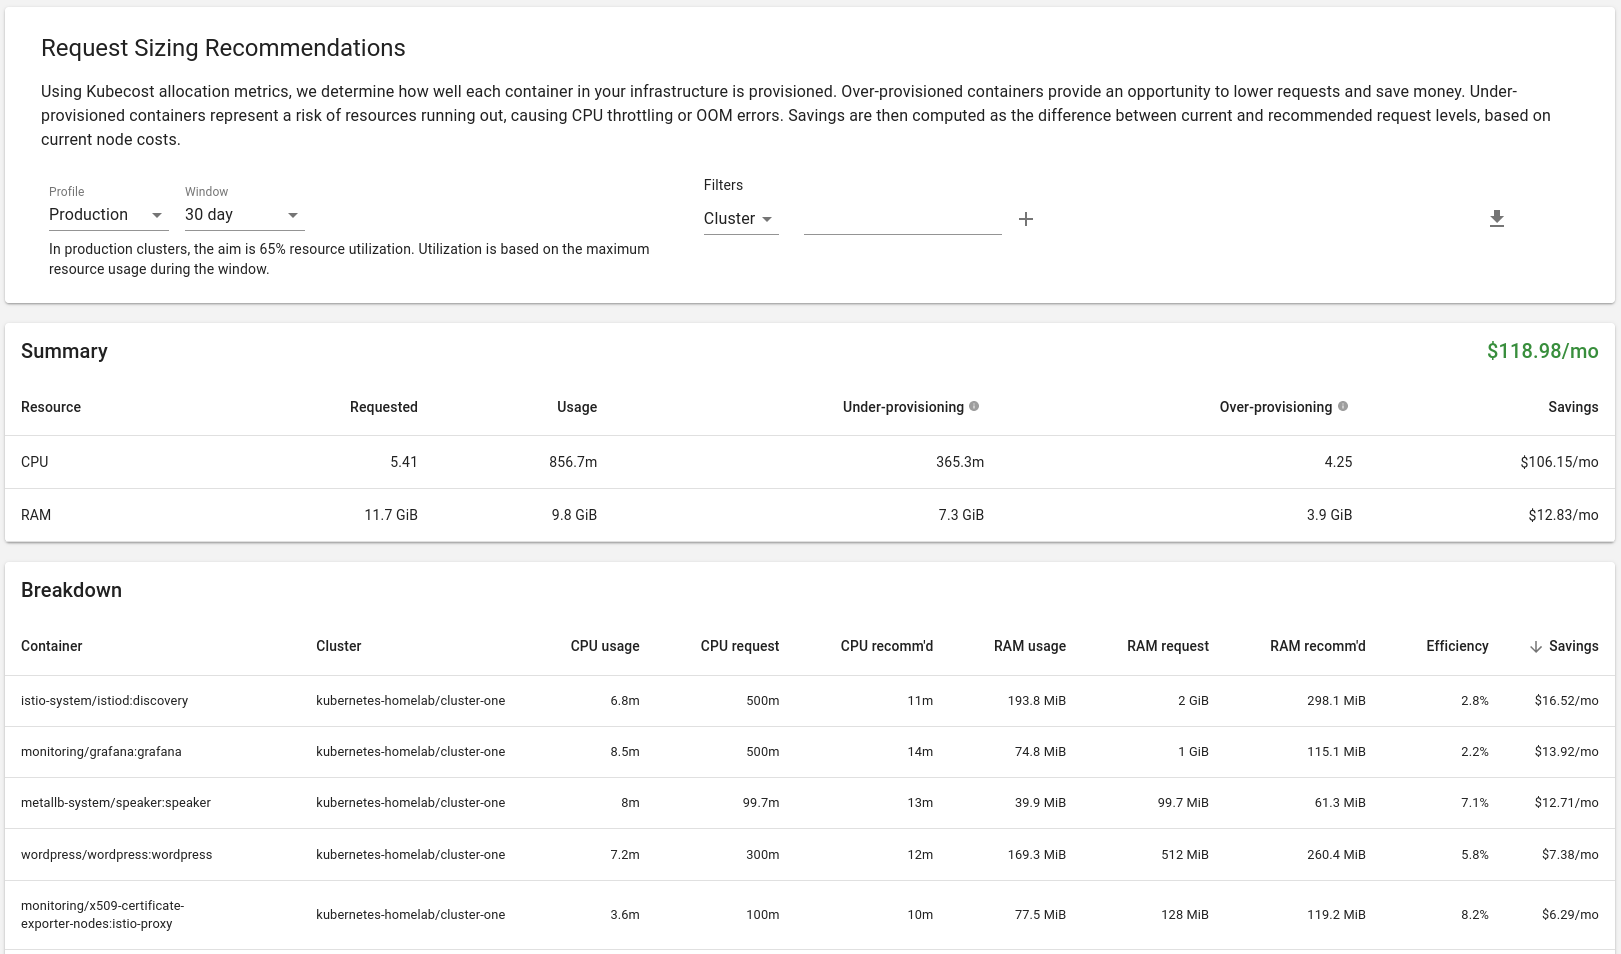 Request Sizing Recommendations
Using Kubecost allocation metrics, we determine how well each container in your infrastructure is provisioned. Over-provisioned containers provide an opportunity to lower requests and save money. Under-
provisioned containers represent a risk of resources running out, causing CPU throttling or OOM errors. Savings are then computed as the difference between current and recommended request levels, based on
current node costs.
Profile Window Filters
Production 30 day Cluster
In production clusters, the aim is 65% resource utilization. Utilization is based on the maximum
resource usage during the window.
Summary $118.98/mo
Resource Requested Usage Under-provisioning Over-provisioning Savings
CPU 5.41 856.7m 365.3m 4.25 $106.15/mo
RAM 11.7 GiB 9.8 GiB 7.3 GiB 3.9 GiB $12.83/mo
Breakdown
Container Cluster CPU usage CPU request CPU recomm'd RAM usage RAM request RAM recomm'd Efficiency Savings
istio-system/istiod:discovery kubernetes-homelab/cluster-one 6.8m 500m 11m 193.8 MiB 2 GiB 298.1 MiB 2.8% $16.52/mo
monitoring/grafana:grafana kubernetes-homelab/cluster-one 8.5m 500m 14m 74.8 MiB 1 GiB 115.1 MiB 2.2% $13.92/mo
metallb-system/speaker:speaker kubernetes-homelab/cluster-one 8m 99.7m 13m 39.9 MiB 99.7 MiB 61.3 MiB 7.1% $12.71/mo
wordpress/wordpress:wordpress kubernetes-homelab/cluster-one 7.2m 300m 12m 169.3 MiB 512 MiB 260.4 MiB 5.8% $7.38/mo
monitoring/x509-certificate-
exporter-nodes:istio-proxy kubernetes-homelab/cluster-one 3.6m 100m 10m 77.5 MiB 128 MiB 119.2 MiB 8.2% $6.29/mo